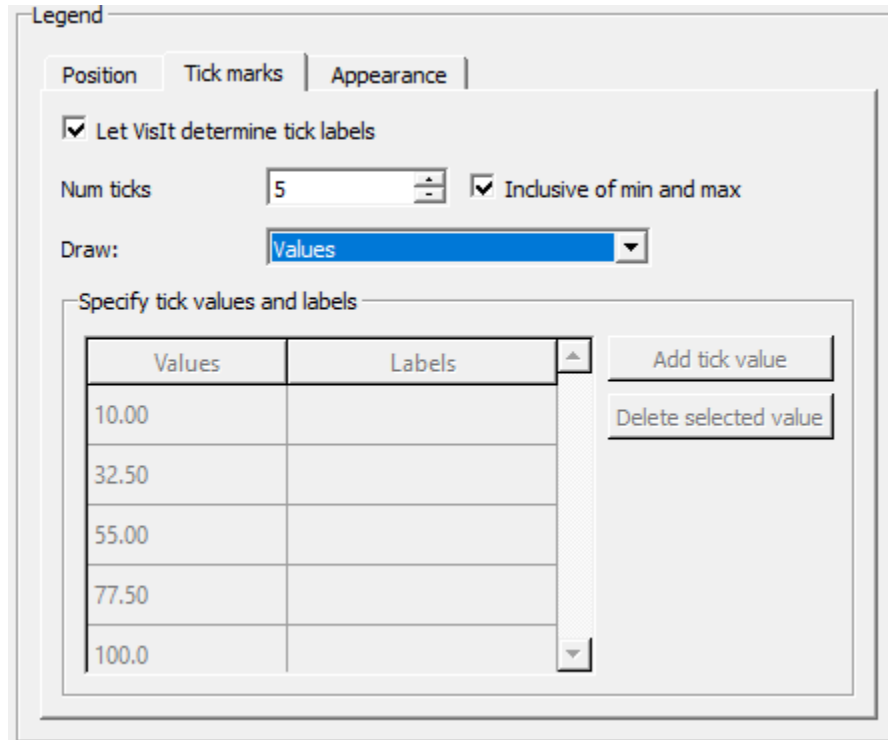 Legend
Position Tick marks Appearance
Let VisIt determine tick labels
Num ticks 5 Inclusive of min and max
Draw: Values
Specify tick values and labels
Values Labels
Add tick value
10.00
Delete selected value
32.50
55.00
77.50
100.0